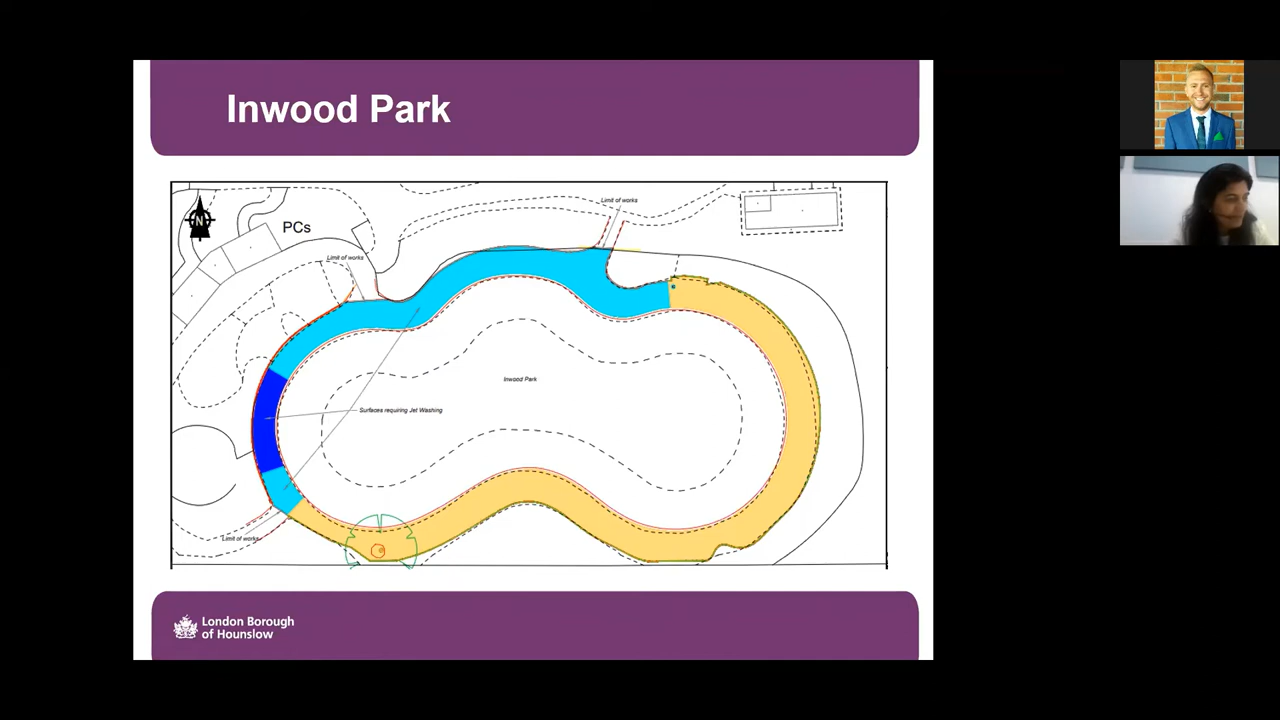 Inwood Park
Limit of works
N
PCs
Limit of works
Inwood Park
Surfaces requiring Jet Washing
Limit of works
London Borough
of Hounslow